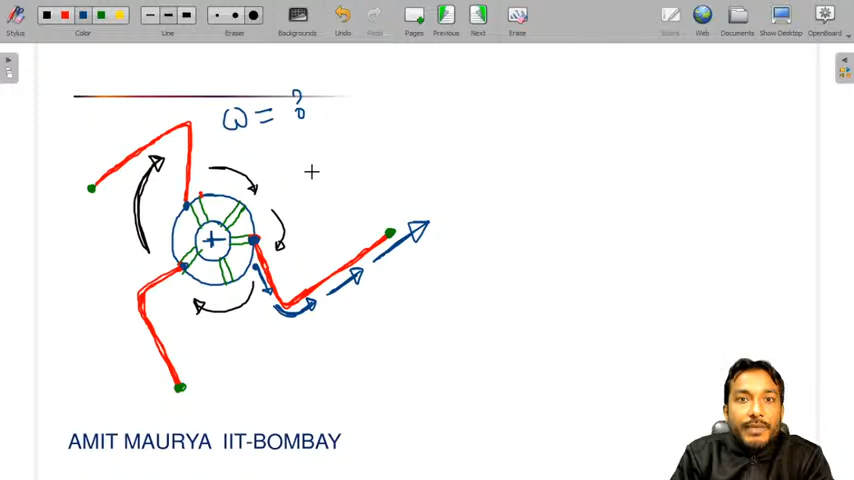 Stylus
Color
Line
Eraser
Backgrounds
Undo
Redo
Pages
Previous
Next
Erase
Board
Web
Documents
Show Desktop
OpenBoard
ω = ?
+
AMIT MAURYA IIT-BOMBAY